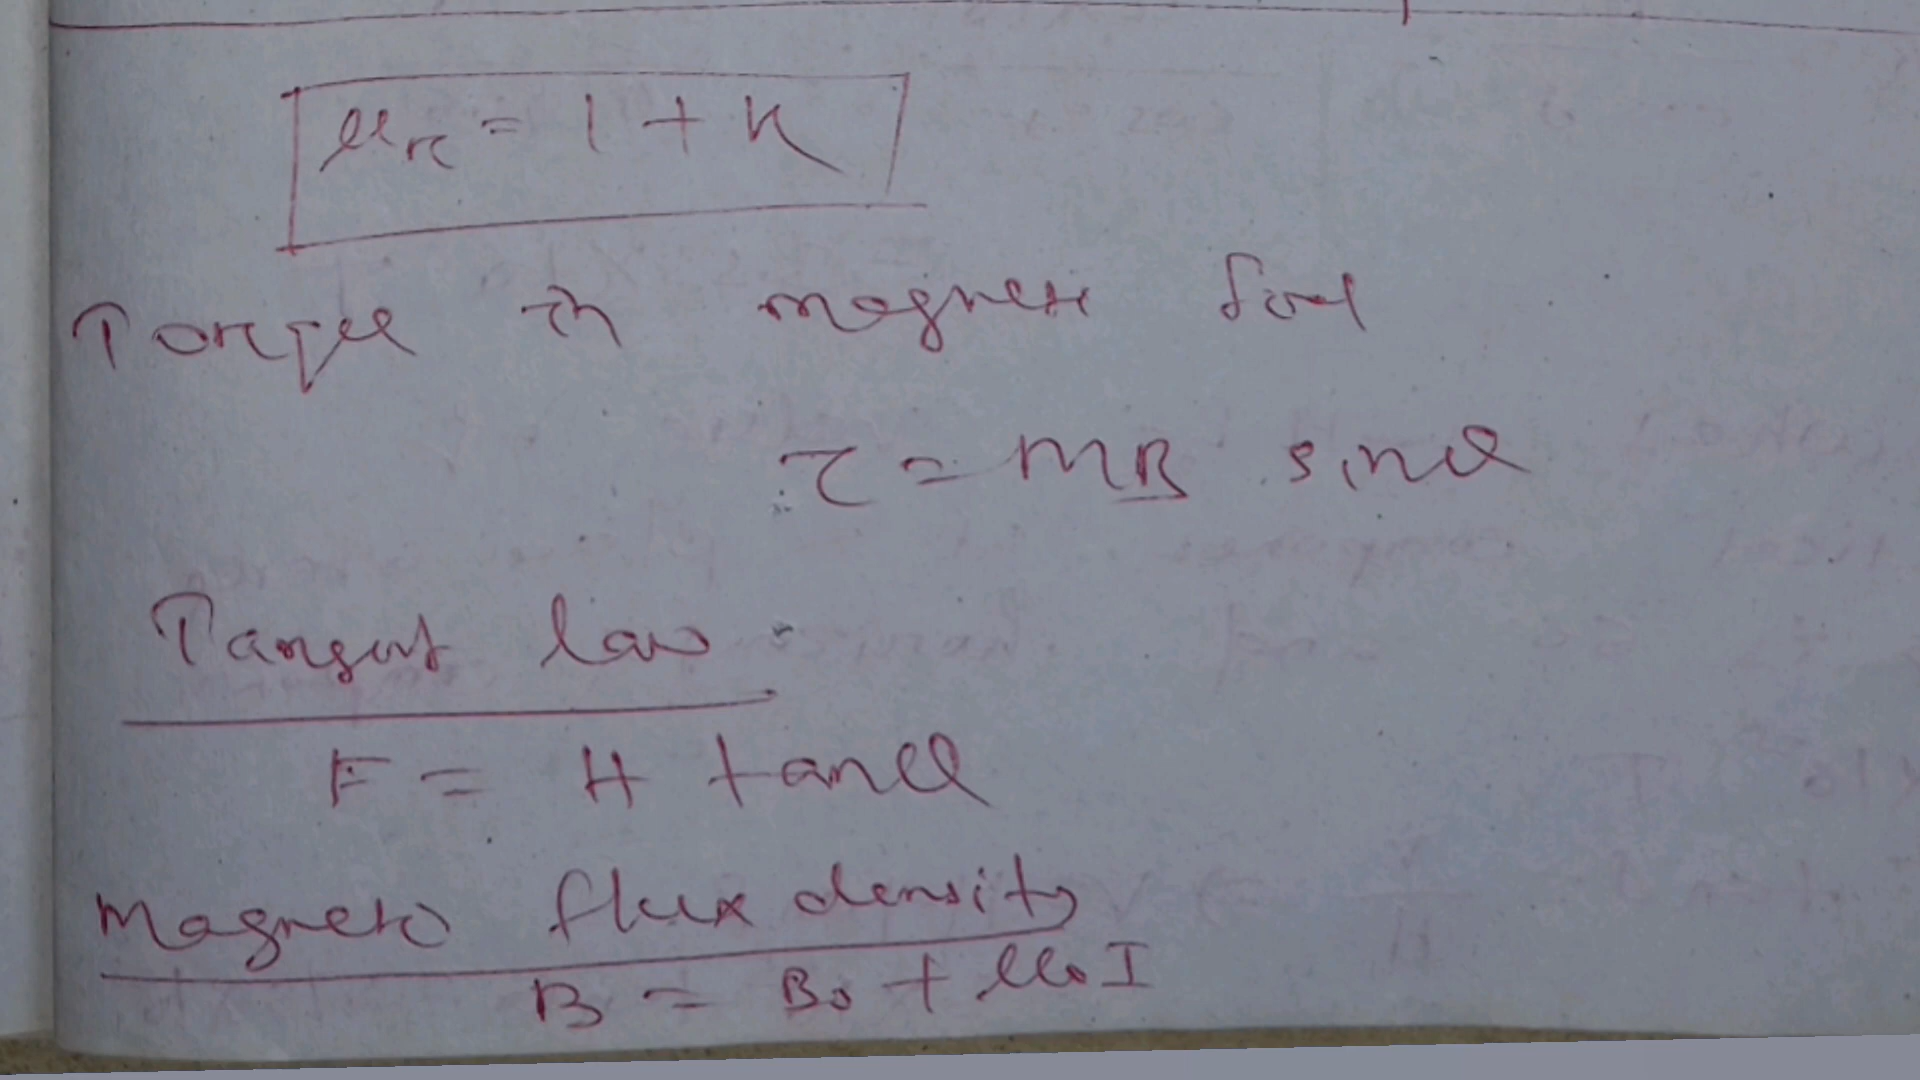 μr = 1 + K
Torque in magnetic field
τ = MB sinθ
Tangent law
F = H tanθ
Magnetic flux density
B = B₀ + μ₀ I